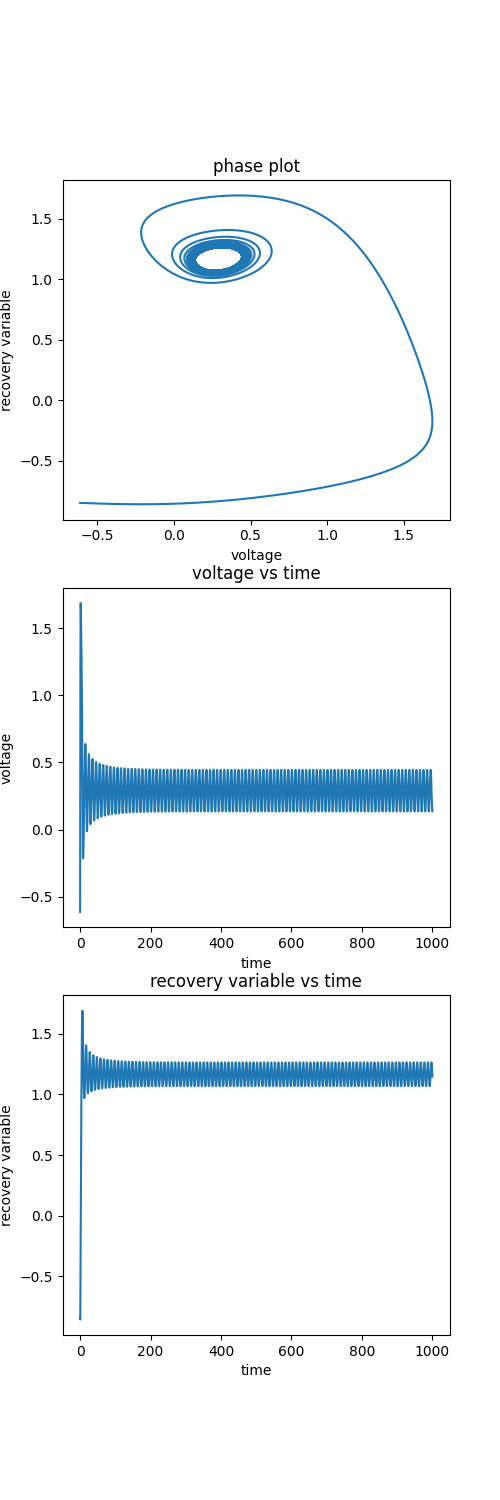 phase plot
1.5
1.0
0.5
0.0
−0.5
recovery variable
−0.5 0.0 0.5 1.0 1.5
voltage
voltage vs time
1.5
1.0
0.5
0.0
−0.5
voltage
0 200 400 600 800 1000
time
recovery variable vs time
1.5
1.0
0.5
0.0
−0.5
recovery variable
0 200 400 600 800 1000
time